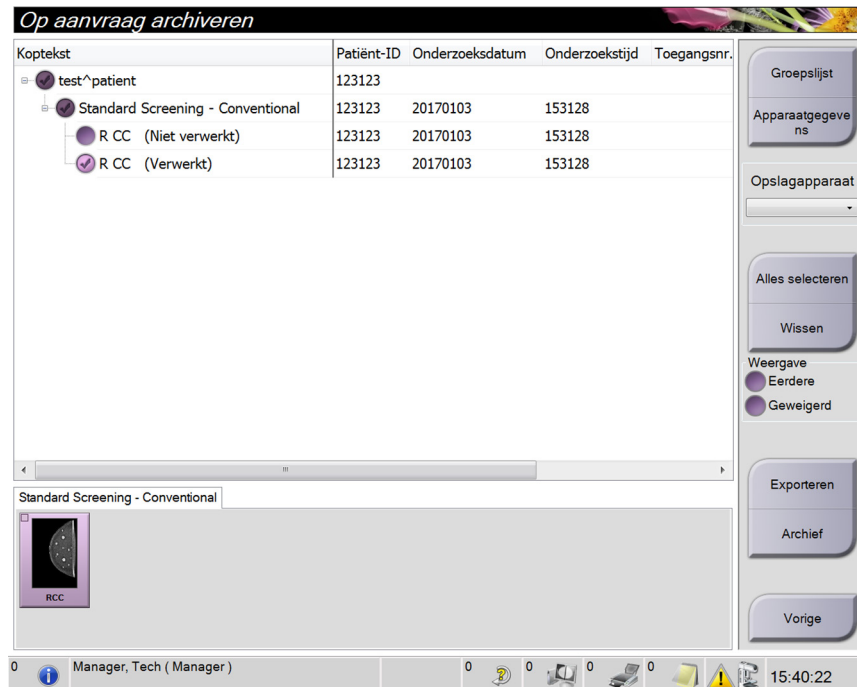 Op aanvraag archiveren
Koptekst Patiënt-ID Onderzoeksdatum Onderzoekstijd Toegangsnr.
test^patient 123123
Standard Screening - Conventional 123123 20170103 153128
R CC (Niet verwerkt) 123123 20170103 153128
R CC (Verwerkt) 123123 20170103 153128
Groepslijst
Apparaatgegeve
ns
Opslagapparaat
Alles selecteren
Wissen
Weergave
Eerdere
Geweigerd
Exporteren
Archief
Vorige
Standard Screening - Conventional
RCC
0 Manager, Tech ( Manager ) 0 0 0 0 15:40:22